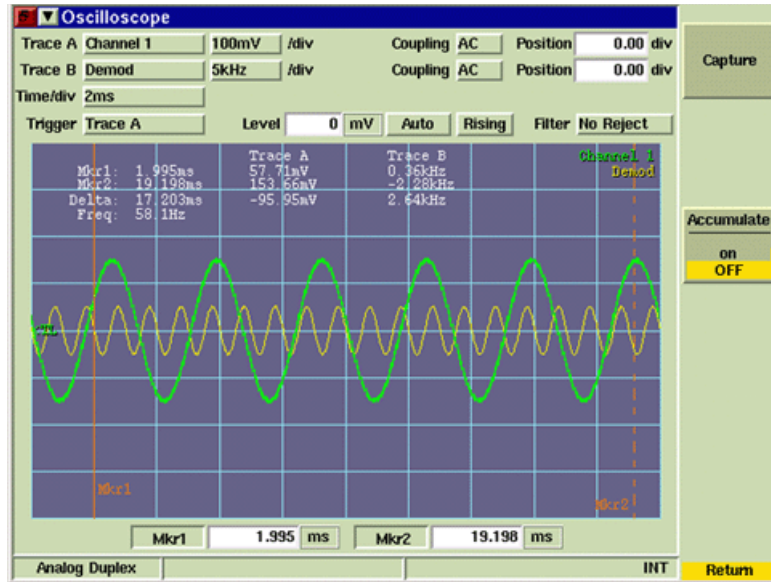 Oscilloscope
Trace A Channel 1 100mV /div Coupling AC Position 0.00 div
Trace B Demod 5kHz /div Coupling AC Position 0.00 div
Time/div 2ms
Trigger Trace A Level 0 mV Auto Rising Filter No Reject
Capture
Trace A Trace B Channel 1
Mkr1: 1.995ms 57.71mV 0.36kHz Demod
Mkr2: 19.198ms 153.66mV -2.28kHz
Delta: 17.203ms -95.95mV 2.64kHz
Freq: 58.1Hz
Accumulate
on
OFF
Mkr1
Mkr2
Mkr1 1.995 ms Mkr2 19.198 ms
Analog Duplex INT
Return